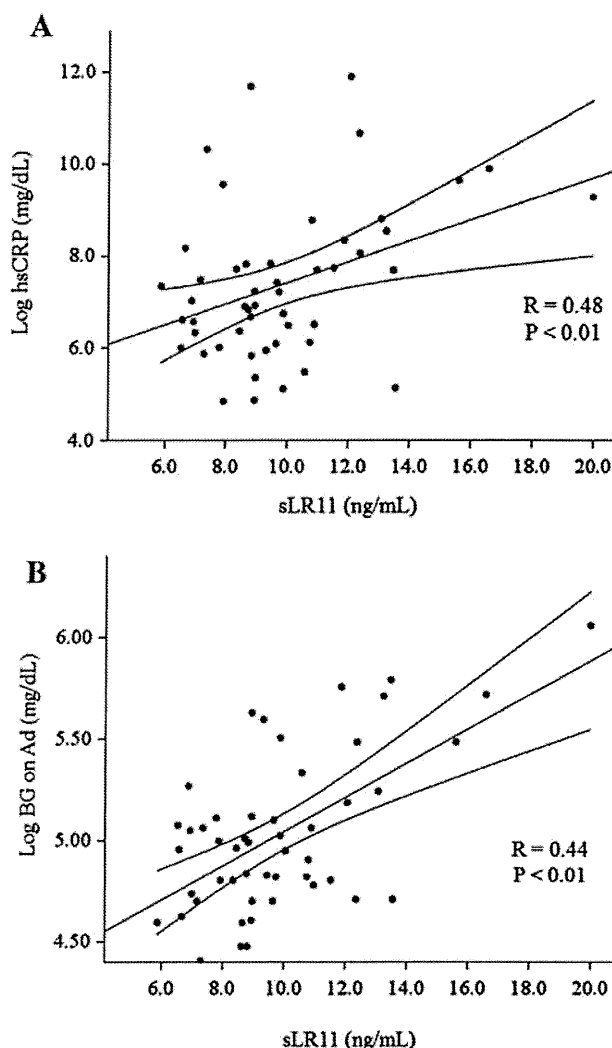 A
12.0
10.0
8.0
6.0
4.0
Log hsCRP (mg/dL)
R = 0.48
P < 0.01
6.0 8.0 10.0 12.0 14.0 16.0 18.0 20.0
sLR11 (ng/mL)
B
6.00
5.50
5.00
4.50
Log BG on Ad (mg/dL)
R = 0.44
P < 0.01
6.0 8.0 10.0 12.0 14.0 16.0 18.0 20.0
sLR11 (ng/mL)